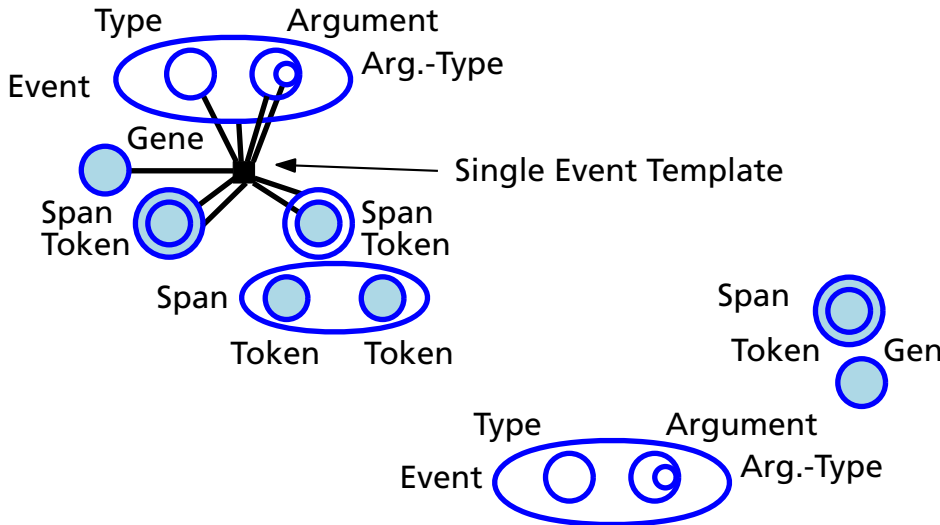 Type Argument
Event Arg.-Type
Gene
Single Event Template
Span Span
Token Token
Span Span
Token Token Token Gen
Type Argument
Event Arg.-Type